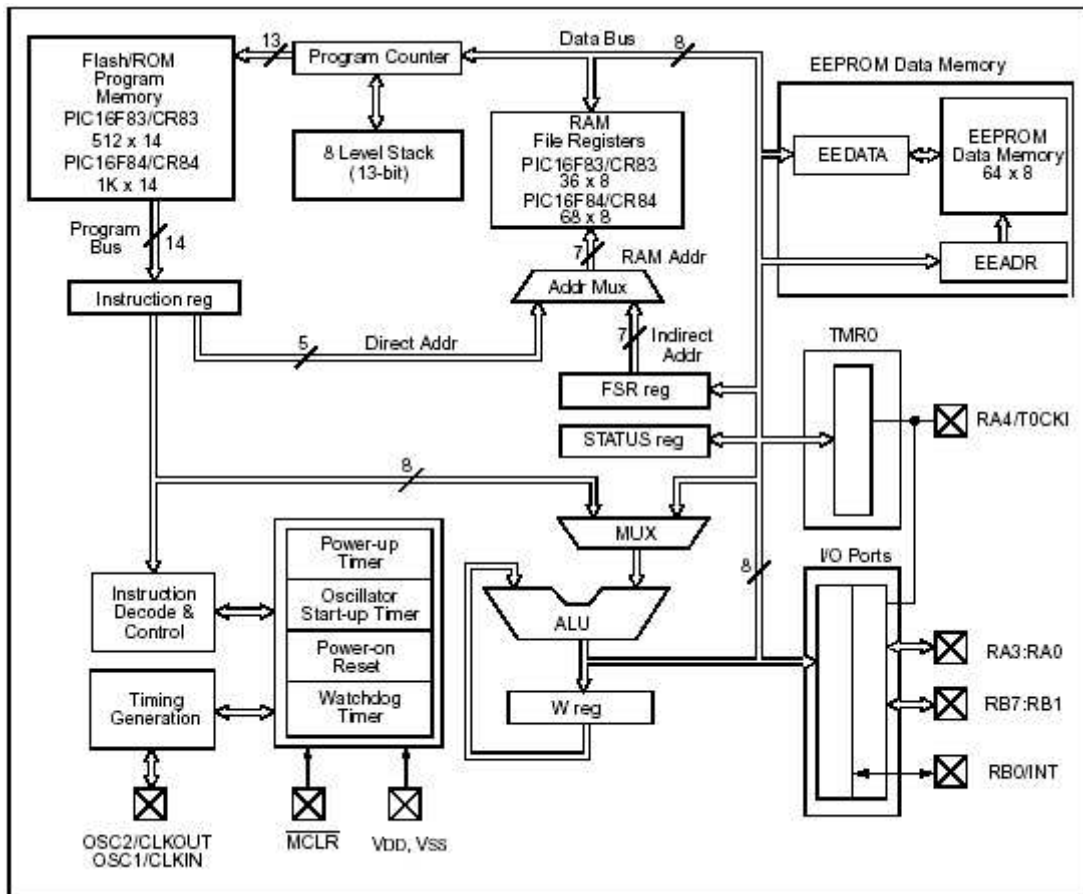 Flash/ROM
Program
Memory
PIC16F83/CR83
512 x 14
PIC16F84/CR84
1K x 14
13
Program Counter
8 Level Stack
(13-bit)
Data Bus
8
RAM
File Registers
PIC16F83/CR83
36 x 8
PIC16F84/CR84
68 x 8
EEPROM Data Memory
EEDATA
EEPROM
Data Memory
64 x 8
EEADR
Program
Bus
14
7
RAM Addr
Addr Mux
Instruction reg
5
Direct Addr
7
Indirect
Addr
FSR reg
STATUS reg
TMR0
RA4/T0CKI
8
MUX
8
I/O Ports
Power-up
Timer
Oscillator
Start-up Timer
Power-on
Reset
Watchdog
Timer
Instruction
Decode &
Control
Timing
Generation
ALU
W reg
RA3:RA0
RB7:RB1
RB0/INT
OSC2/CLKOUT
OSC1/CLKIN
MCLR
VDD, VSS